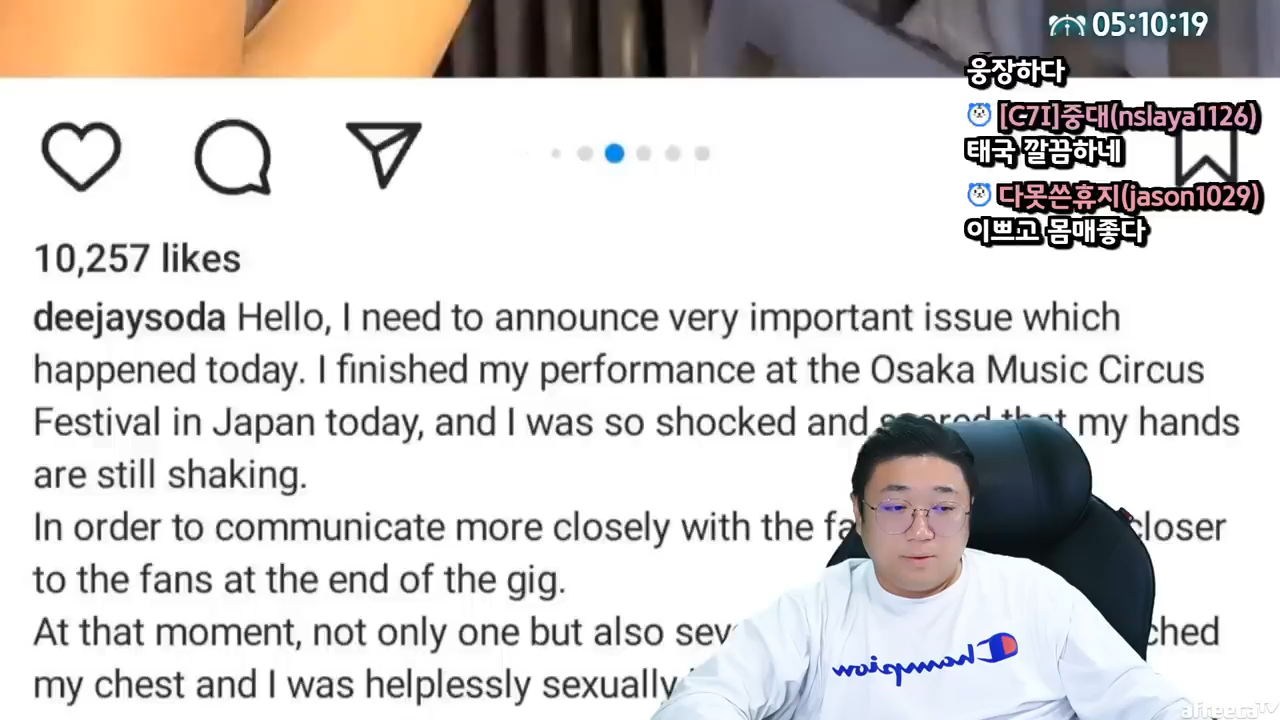 05:10:19
웅장하다
[C7I]중대(nslaya1126)
태국 깔끔하네
다못쓴휴지(jason1029)
이쁘고 몸매좋다
10,257 likes
deejaysoda Hello, I need to announce very important issue which
happened today. I finished my performance at the Osaka Music Circus
Festival in Japan today, and I was so shocked and scared that my hands
are still shaking.
In order to communicate more closely with the closer
to the fans at the end of the gig.
At that moment, not only one but also
my chest and I was helplessly sexually
Champion
afreecaTV